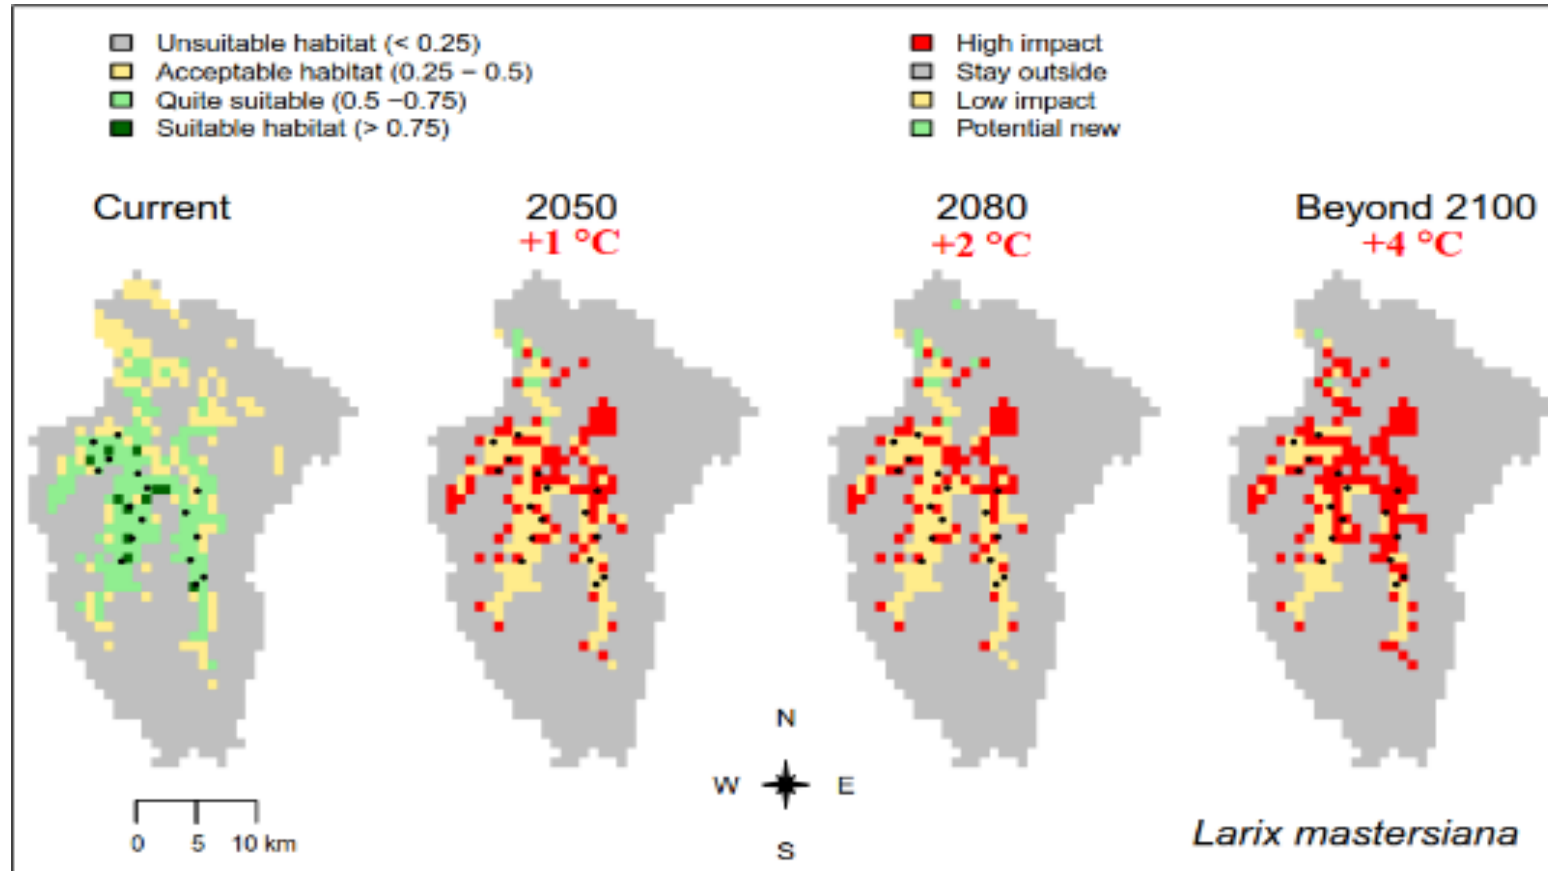 Unsuitable habitat (< 0.25)
Acceptable habitat (0.25 − 0.5)
Quite suitable (0.5 −0.75)
Suitable habitat (> 0.75)
High impact
Stay outside
Low impact
Potential new
Current
2050
+1 °C
2080
+2 °C
Beyond 2100
+4 °C
N
W E
S
0 5 10 km
Larix mastersiana